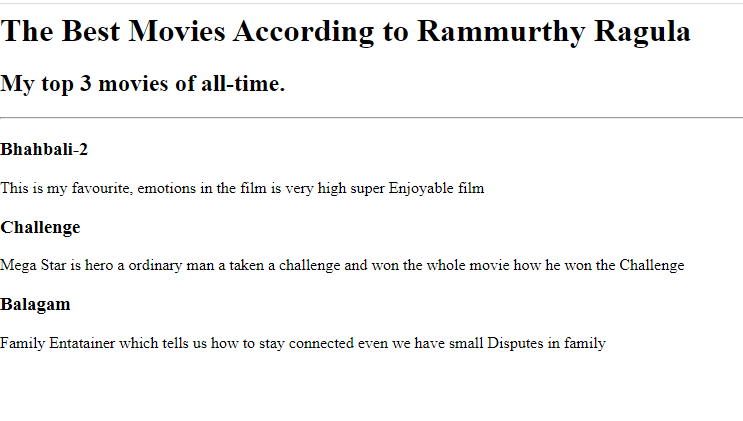 The Best Movies According to Rammurthy Ragula
My top 3 movies of all-time.
Bhahbali-2
This is my favourite, emotions in the film is very high super Enjoyable film
Challenge
Mega Star is hero a ordinary man a taken a challenge and won the whole movie how he won the Challenge
Balagam
Family Entatainer which tells us how to stay connected even we have small Disputes in family